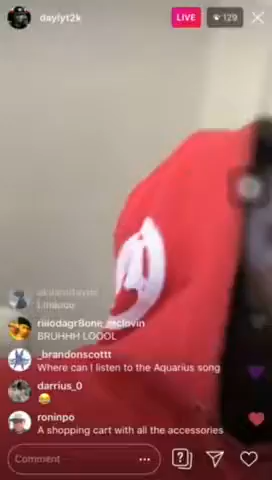 daylyt2k
LIVE
129
riiiodagr8one_mclovin
BRUHHH LOOOL
_brandonscottt
Where can I listen to the Aquarius song
darrius_0
roninpo
A shopping cart with all the accessories
Comment